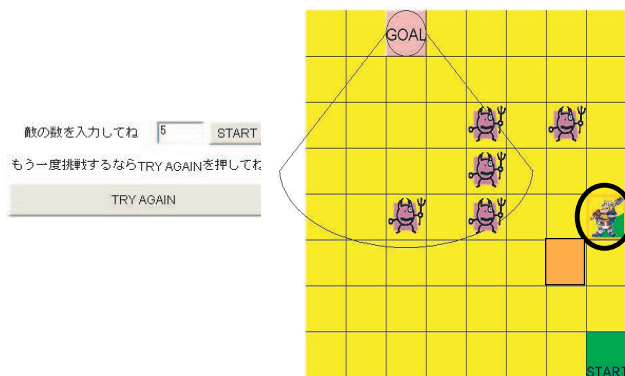 敵の数を入力してね 5 START
もう一度挑戦するならTRY AGAINを押してね
TRY AGAIN
GOAL
START